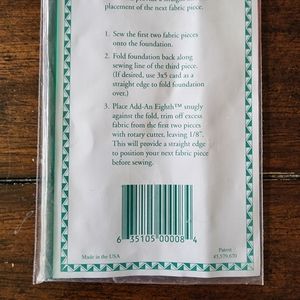 placement of the next fabric piece.
1. Sew the first two fabric pieces
onto the foundation.
2. Fold foundation back along
sewing line of the third piece.
(If desired, use 3x5 card as a
straight edge to fold foundation
over.)
3. Place Add-An Eighth™ snugly
against the fold, trim off excess
fabric from the first two pieces
with rotary cutter, leaving 1/8".
This will provide a straight edge
to position your next fabric piece
before sewing.
6 35105 00008 4
Made in the USA
Patent
#5,579,670